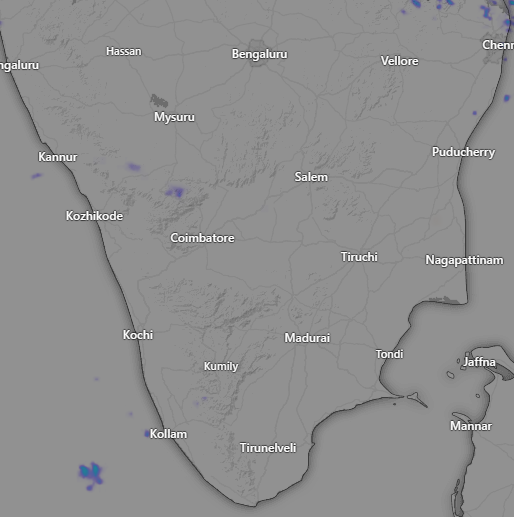 Hassan
Bengaluru
Chenn
ngaluru
Vellore
Mysuru
Kannur
Puducherry
Salem
Kozhikode
Coimbatore
Tiruchi
Nagapattinam
Kochi
Madurai
Tondi
Kumily
Jaffna
Mannar
Kollam
Tirunelveli